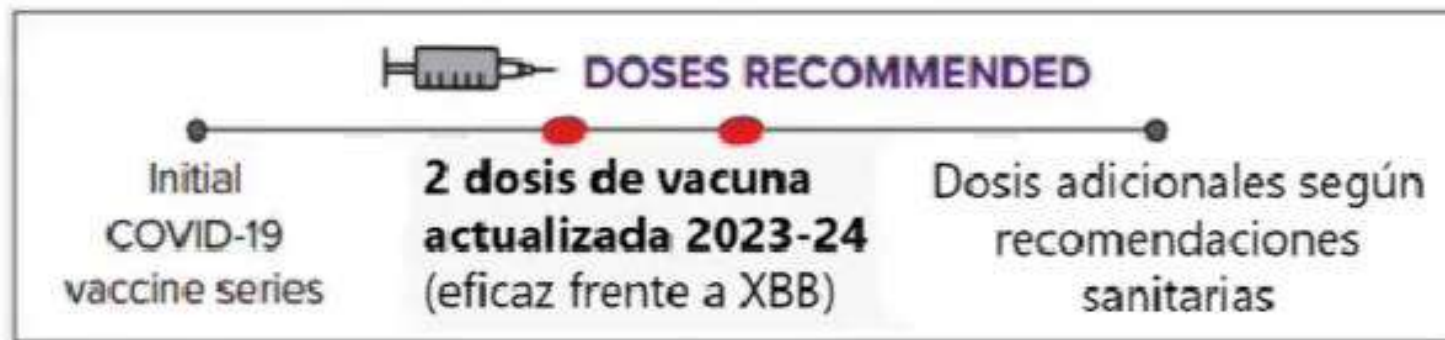 DOSES RECOMMENDED
Initial
COVID-19
vaccine series
2 dosis de vacuna
actualizada 2023-24
(eficaz frente a XBB)
Dosis adicionales según
recomendaciones
sanitarias